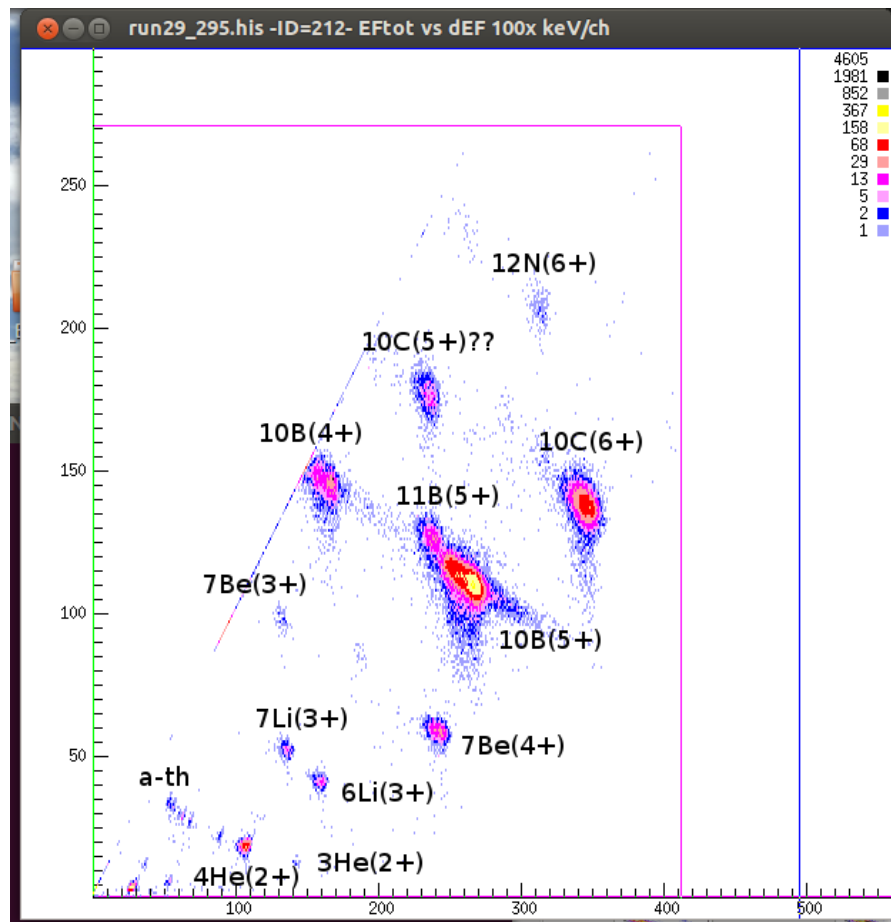 run29_295.his -ID=212- EFtot vs dEF 100x keV/ch
4605
1981
852
367
158
68
29
13
5
2
1
250
12N(6+)
200
10C(5+)??
10B(4+)
10C(6+)
150
11B(5+)
7Be(3+)
100
10B(5+)
7Li(3+)
50
7Be(4+)
a-th
6Li(3+)
3He(2+)
4He(2+)
100
200
300
400
500